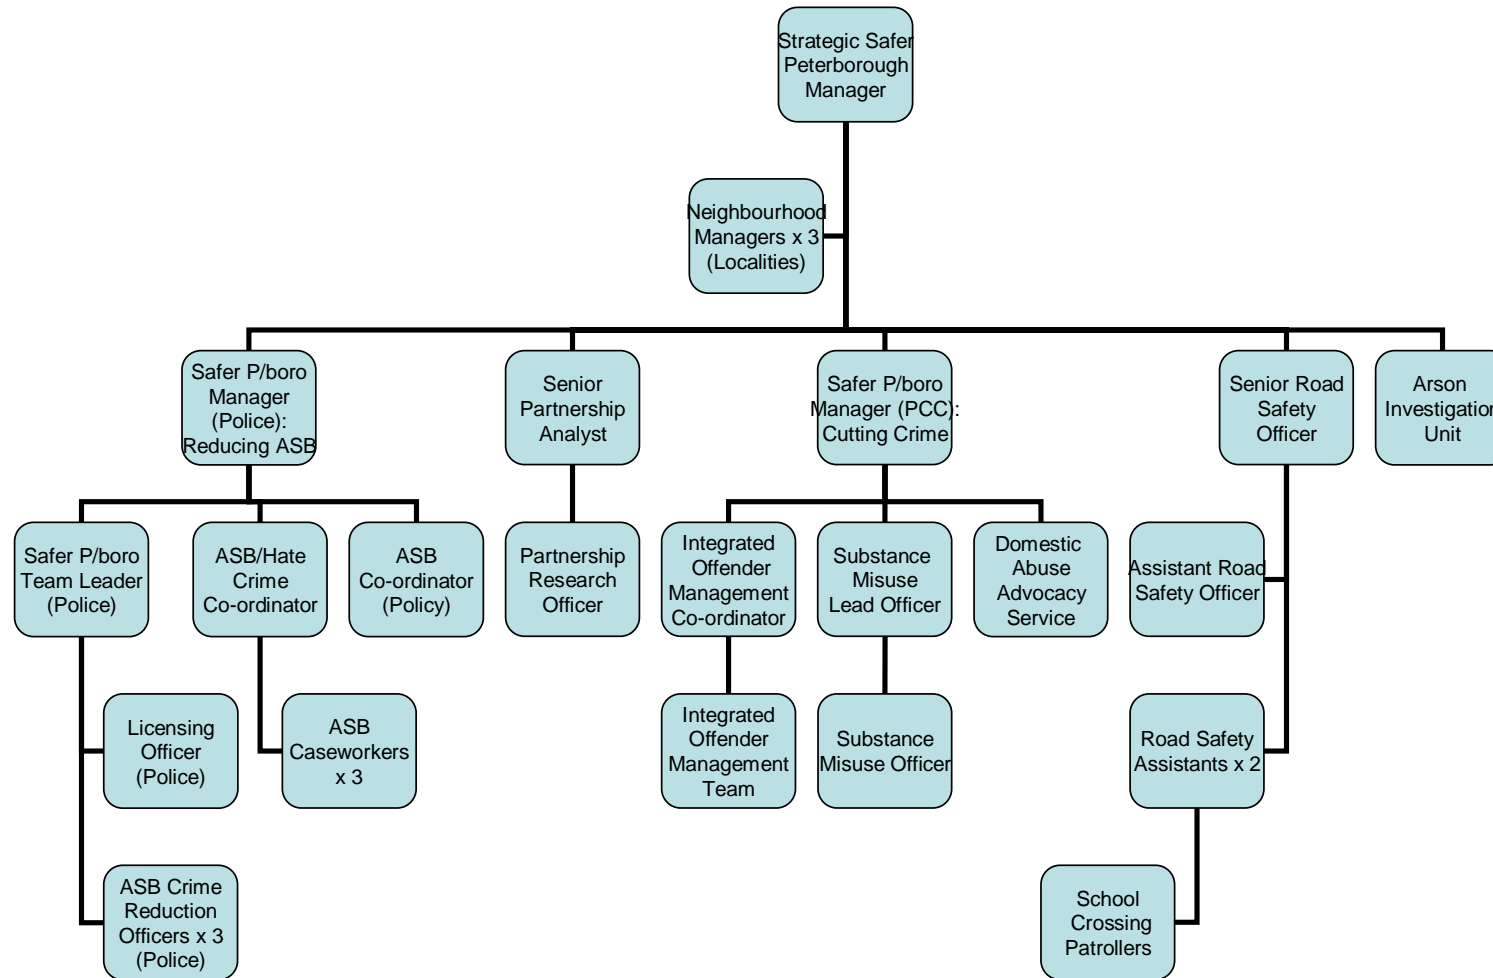 Strategic Safer
Peterborough
Manager
Neighbourhood
Managers x 3
(Localities)
Safer P/boro
Manager
(Police):
Reducing ASB
Senior
Partnership
Analyst
Safer P/boro
Manager (PCC):
Cutting Crime
Senior Road
Safety
Officer
Arson
Investigation
Unit
Safer P/boro
Team Leader
(Police)
ASB/Hate
Crime
Co-ordinator
ASB
Co-ordinator
(Policy)
Partnership
Research
Officer
Integrated
Offender
Management
Co-ordinator
Substance
Misuse
Lead Officer
Domestic
Abuse
Advocacy
Service
Assistant Road
Safety Officer
Licensing
Officer
(Police)
ASB
Caseworkers
x 3
Integrated
Offender
Management
Team
Substance
Misuse Officer
Road Safety
Assistants x 2
ASB Crime
Reduction
Officers x 3
(Police)
School
Crossing
Patrollers